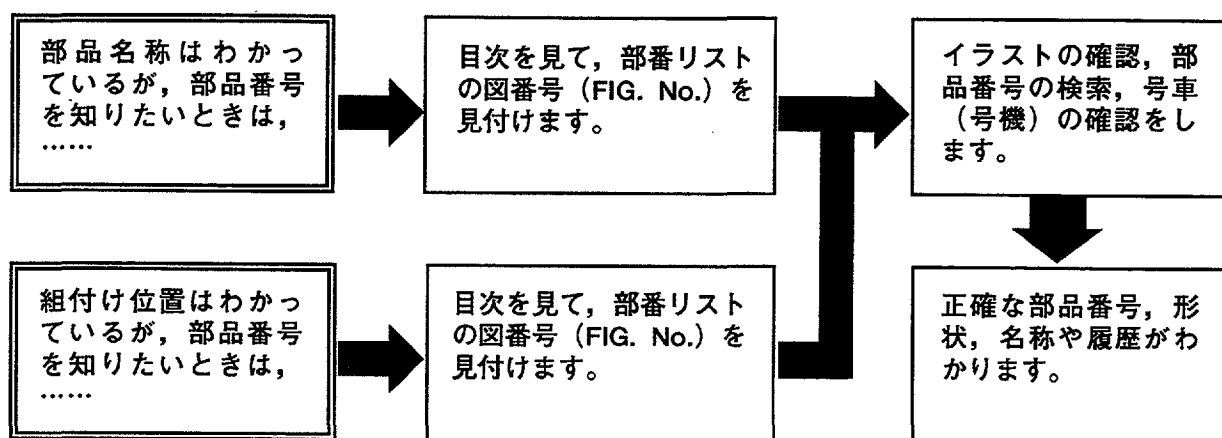 部品名称はわかっ
ているが，部品番号
を知りたいときは，
……
目次を見て，部番リスト
の図番号（FIG. No.）を
見付けます。
イラストの確認，部
品番号の検索，号車
（号機）の確認をし
ます。
組付け位置はわかっ
ているが，部品番号
を知りたいときは，
……
目次を見て，部番リスト
の図番号（FIG. No.）を
見付けます。
正確な部品番号，形
状，名称や履歴がわ
かります。